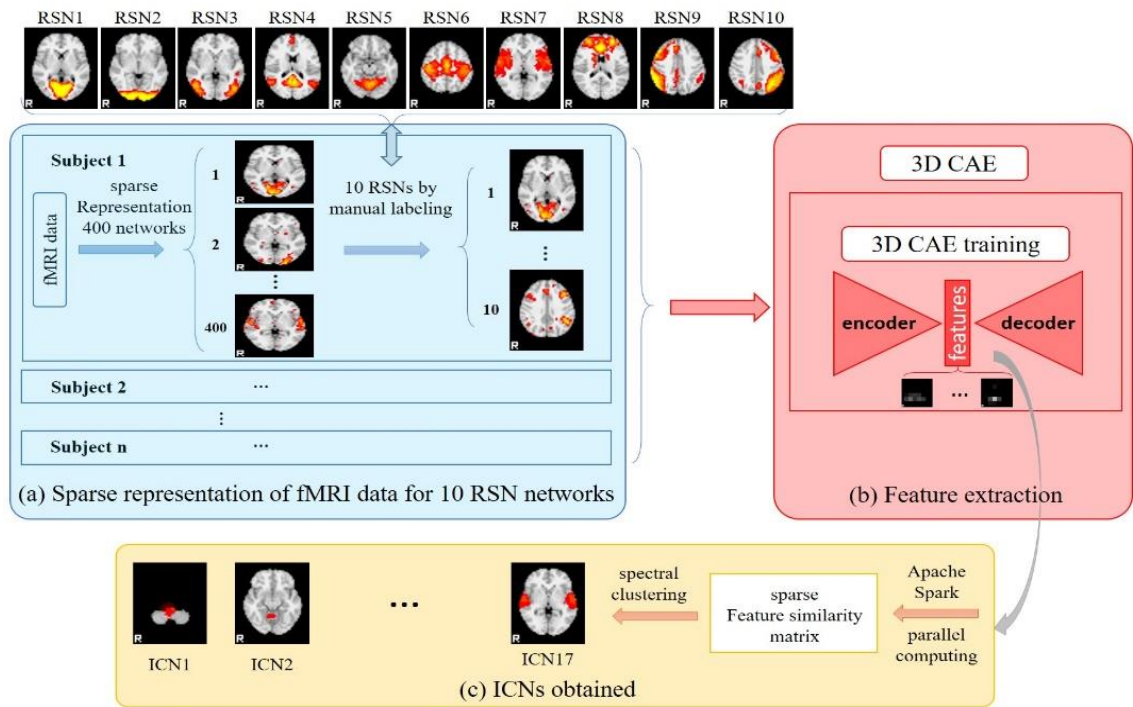 RSN1 RSN2 RSN3 RSN4 RSN5 RSN6 RSN7 RSN8 RSN9 RSN10
R R R R R R R R R R
Subject 1
fMRI data
sparse
Representation
400 networks
1
R
2
R
...
400
R
10 RSNs by
manual labeling
1
R
...
10
R
Subject 2 ...
...
Subject n ...
(a) Sparse representation of fMRI data for 10 RSN networks
3D CAE
3D CAE training
encoder
features
decoder
...
(b) Feature extraction
R
ICN1
R
ICN2
...
R
ICN17
spectral
clustering
sparse
Feature similarity
matrix
Apache
Spark
parallel
computing
(c) ICNs obtained